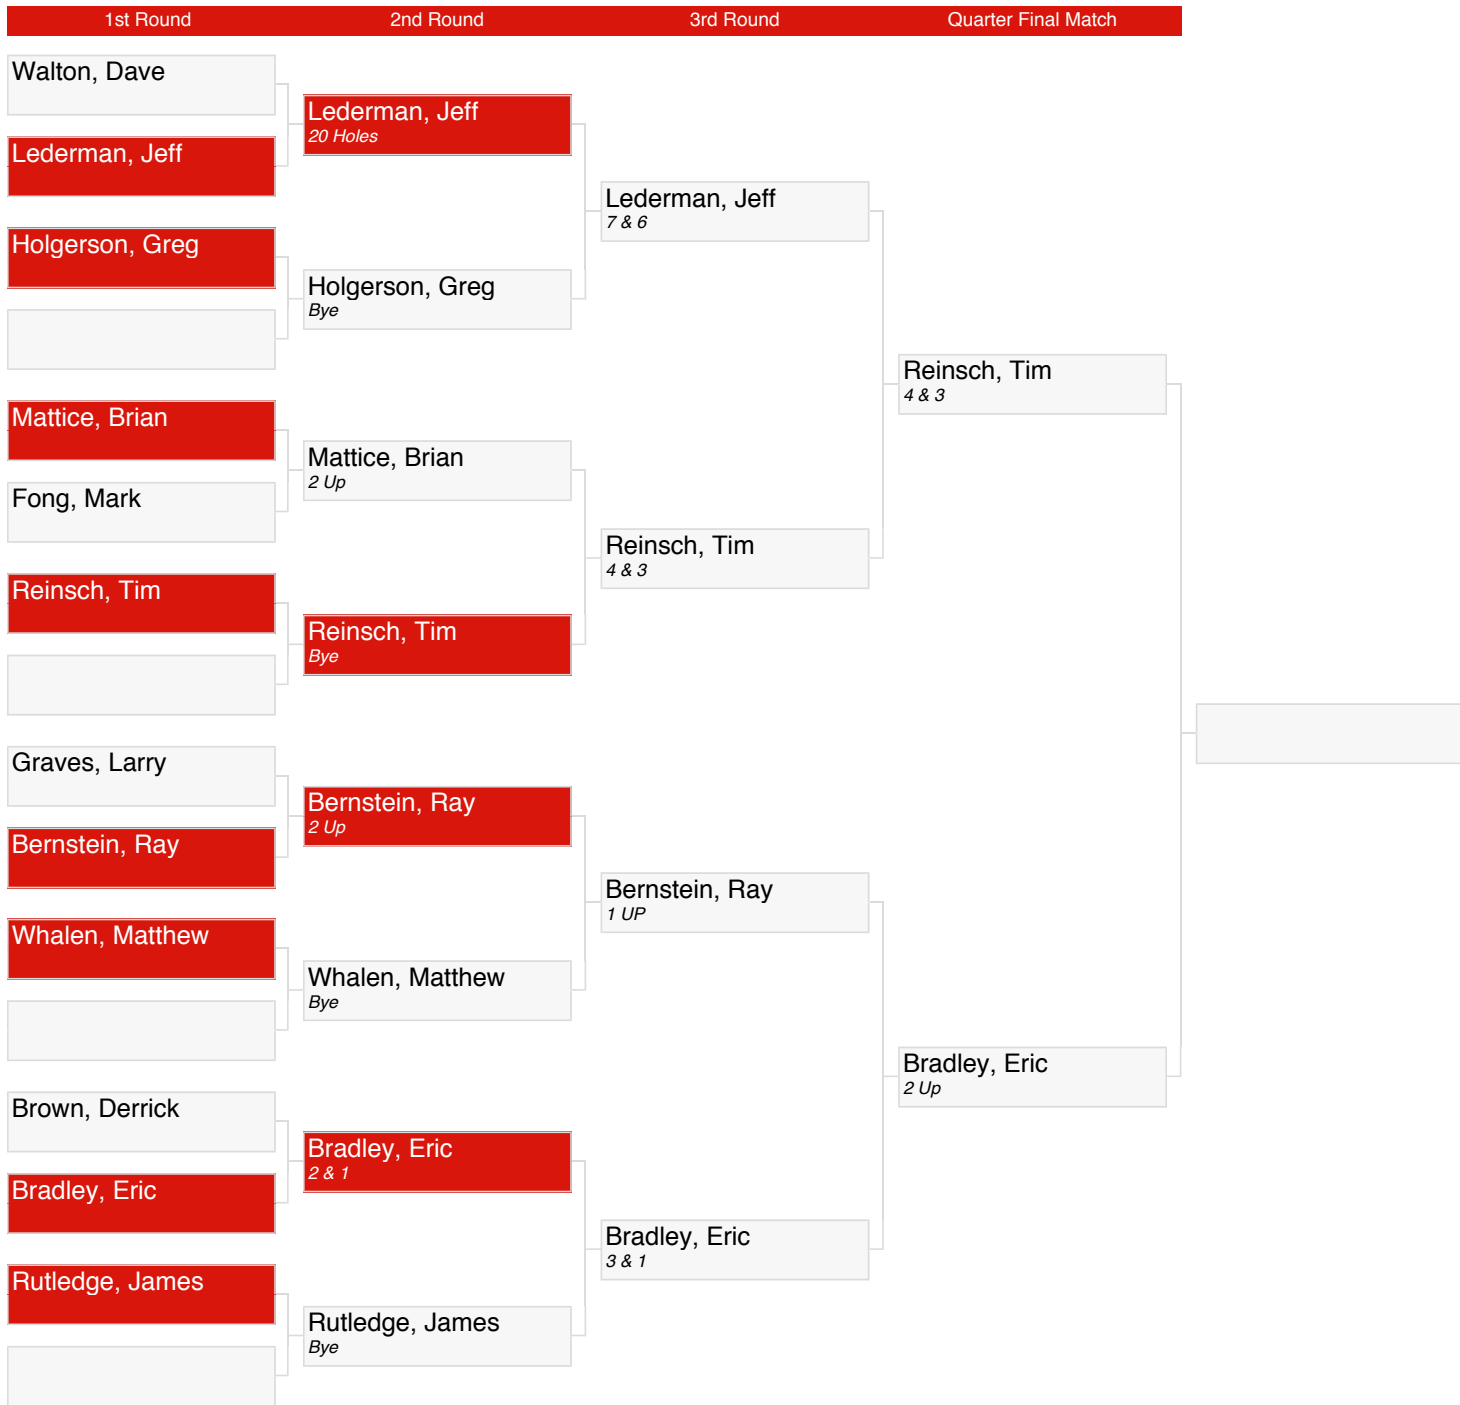 1st Round
2nd Round
3rd Round
Quarter Final Match
Walton, Dave
Lederman, Jeff
Holgerson, Greg
Mattice, Brian
Fong, Mark
Reinsch, Tim
Graves, Larry
Bernstein, Ray
Whalen, Matthew
Brown, Derrick
Bradley, Eric
Rutledge, James
Lederman, Jeff
20 Holes
Holgerson, Greg
Bye
Mattice, Brian
2 Up
Reinsch, Tim
Bye
Bernstein, Ray
2 Up
Whalen, Matthew
Bye
Bradley, Eric
2 & 1
Rutledge, James
Bye
Lederman, Jeff
7 & 6
Reinsch, Tim
4 & 3
Bernstein, Ray
1 UP
Bradley, Eric
3 & 1
Reinsch, Tim
4 & 3
Bradley, Eric
2 Up